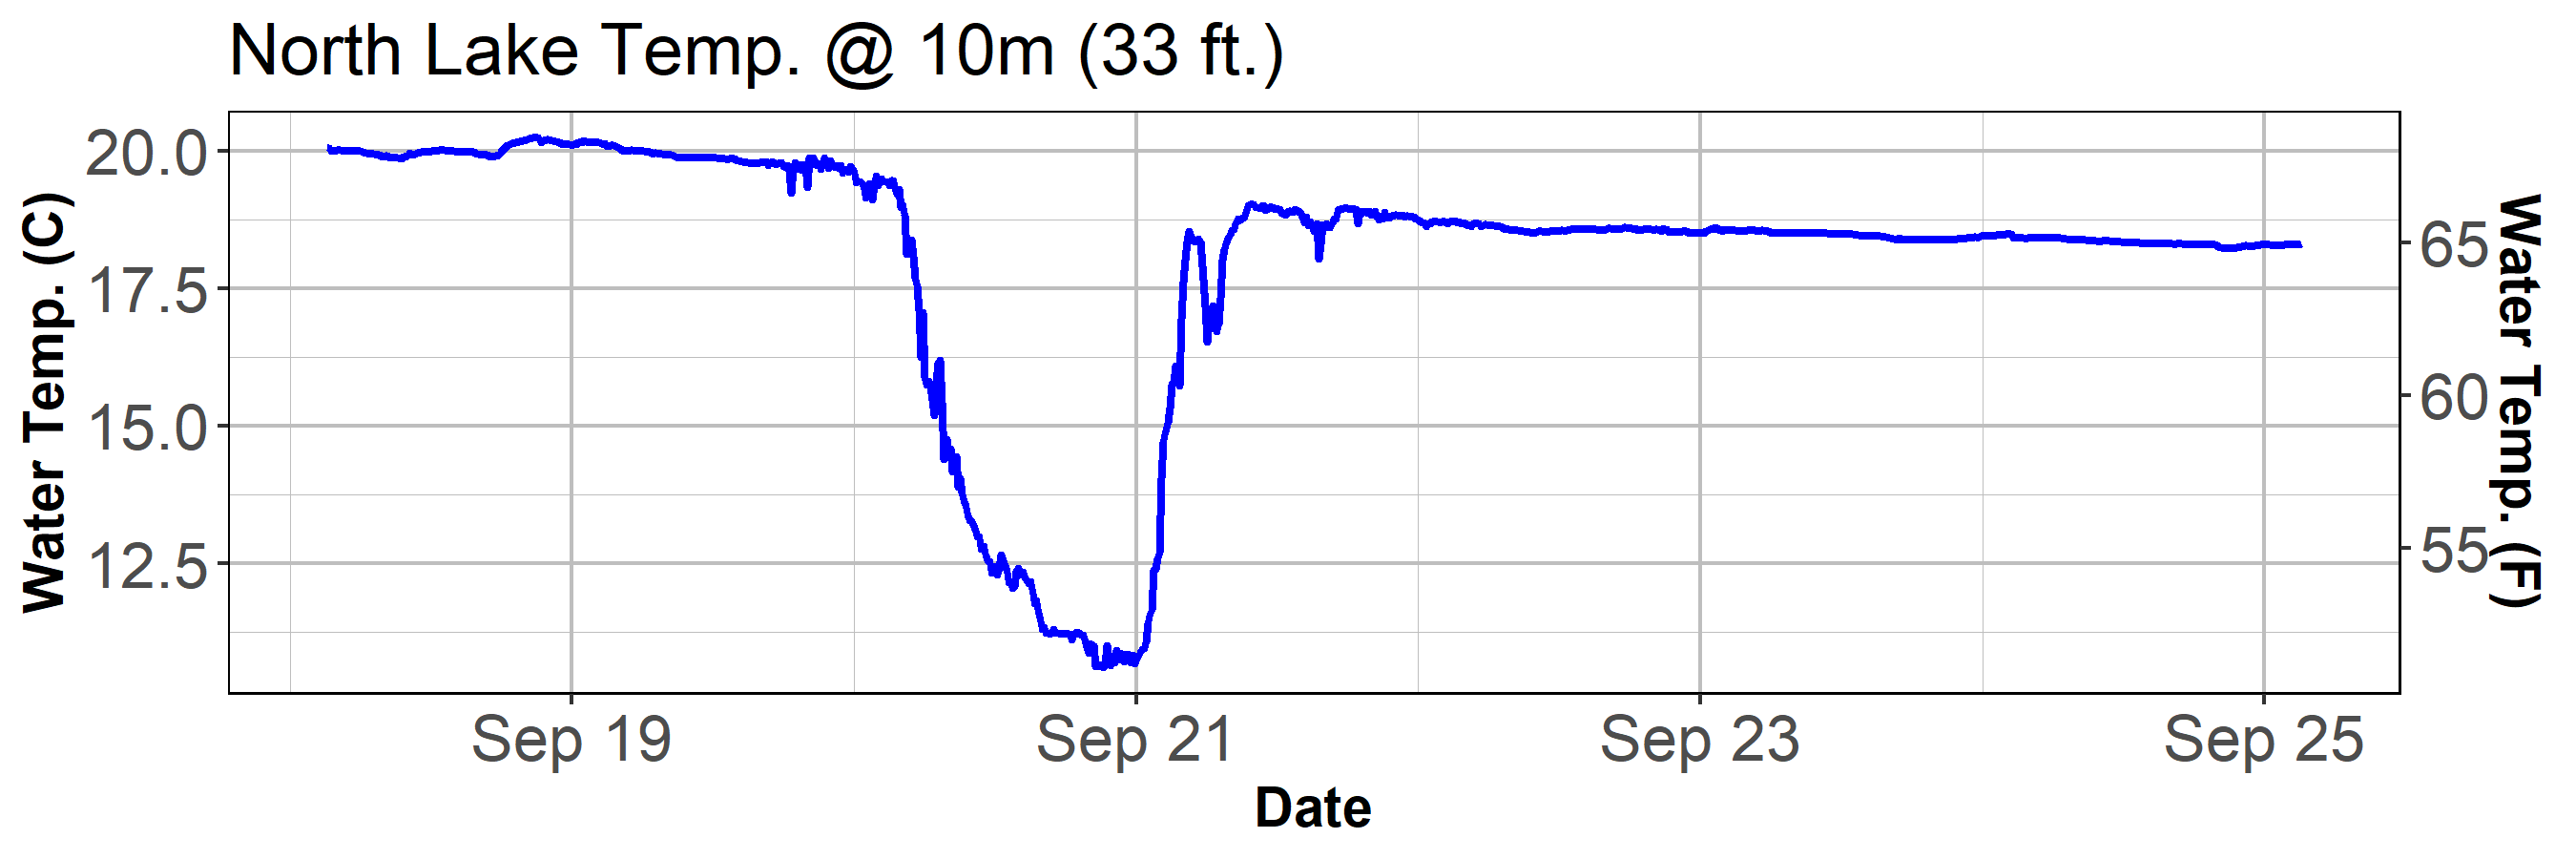 North Lake Temp. @ 10m (33 ft.)
Water Temp. (C)
20.0
17.5
15.0
12.5
65
60
55
Water Temp. (F)
Sep 19
Sep 21
Sep 23
Sep 25
Date